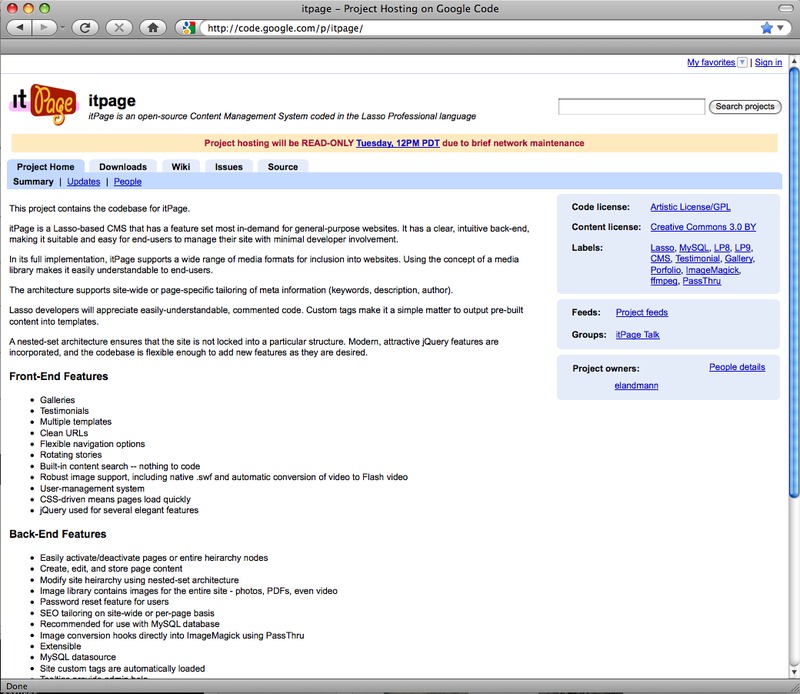 itpage – Project Hosting on Google Code
http://code.google.com/p/itpage/
My favorites | Sign in
it Page
itpage
itPage is an open-source Content Management System coded in the Lasso Professional language
Search projects
Project hosting will be READ-ONLY Tuesday, 12PM PDT due to brief network maintenance
Project Home Downloads Wiki Issues Source
Summary | Updates | People
This project contains the codebase for itPage.
itPage is a Lasso-based CMS that has a feature set most in-demand for general-purpose websites. It has a clear, intuitive back-end,
making it suitable and easy for end-users to manage their site with minimal developer involvement.
In its full implementation, itPage supports a wide range of media formats for inclusion into websites. Using the concept of a media
library makes it easily understandable to end-users.
The architecture supports site-wide or page-specific tailoring of meta information (keywords, description, author).
Lasso developers will appreciate easily-understandable, commented code. Custom tags make it a simple matter to output pre-built
content into templates.
A nested-set architecture ensures that the site is not locked into a particular structure. Modern, attractive jQuery features are
incorporated, and the codebase is flexible enough to add new features as they are desired.
Front-End Features
• Galleries
• Testimonials
• Multiple templates
• Clean URLs
• Flexible navigation options
• Rotating stories
• Built-in content search -- nothing to code
• Robust image support, including native .swf and automatic conversion of video to Flash video
• User-management system
• CSS-driven means pages load quickly
• jQuery used for several elegant features
Back-End Features
• Easily activate/deactivate pages or entire heirarchy nodes
• Create, edit, and store page content
• Modify site heirarchy using nested-set architecture
• Image library contains images for the entire site - photos, PDFs, even video
• Password reset feature for users
• SEO tailoring on site-wide or per-page basis
• Recommended for use with MySQL database
• Image conversion hooks directly into ImageMagick using PassThru
• Extensible
• MySQL datasource
• Site custom tags are automatically loaded
Code license: Artistic License/GPL
Content license: Creative Commons 3.0 BY
Labels: Lasso, MySQL, LP8, LP9,
CMS, Testimonial, Gallery,
Porfolio, ImageMagick,
ffmpeg, PassThru
Feeds: Project feeds
Groups: itPage Talk
Project owners: People details
elandmann
Done